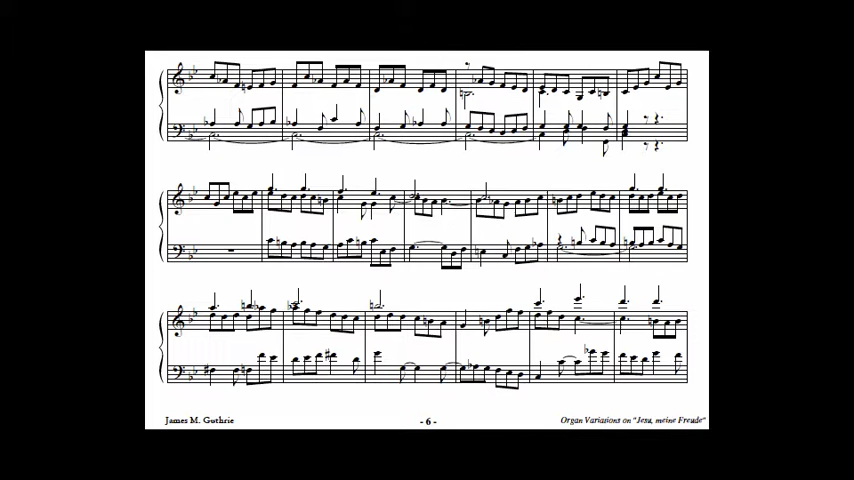 James M. Guthrie
- 6 -
Organ Variations on "Jesu, meine Freude"